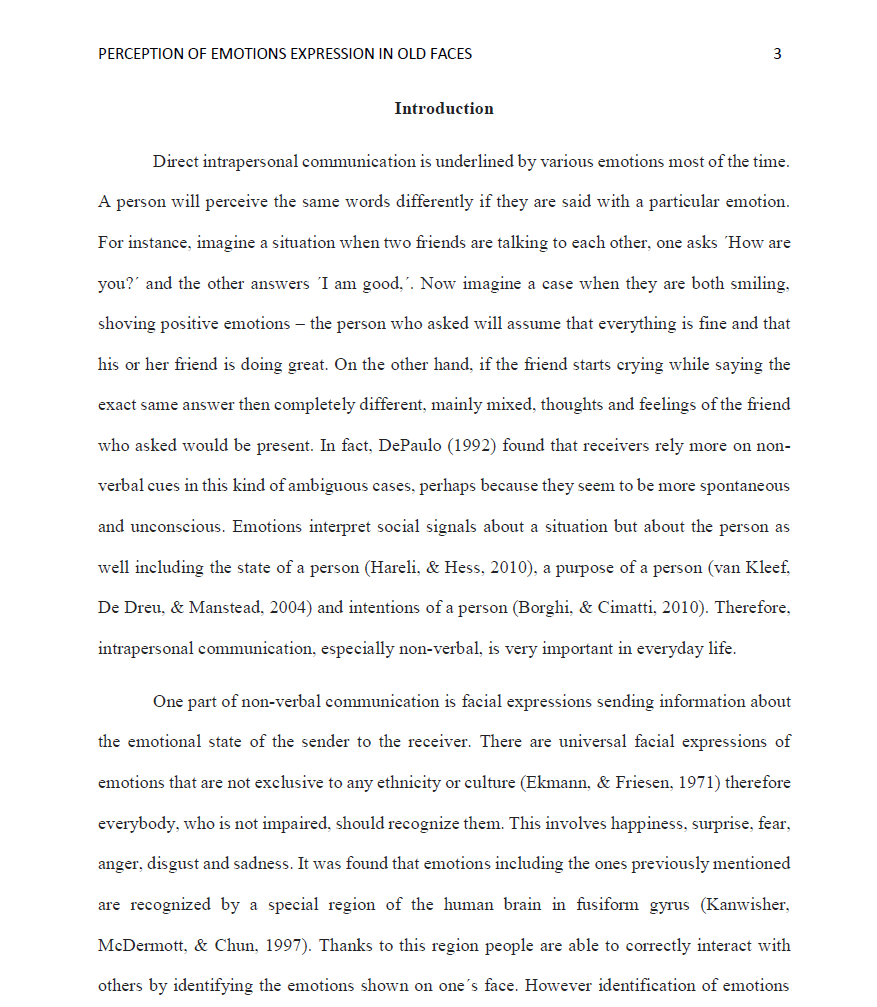 PERCEPTION OF EMOTIONS EXPRESSION IN OLD FACES 3
Introduction
Direct intrapersonal communication is underlined by various emotions most of the time.
A person will perceive the same words differently if they are said with a particular emotion.
For instance, imagine a situation when two friends are talking to each other, one asks ´How are
you?´ and the other answers ´I am good,´. Now imagine a case when they are both smiling,
shoving positive emotions – the person who asked will assume that everything is fine and that
his or her friend is doing great. On the other hand, if the friend starts crying while saying the
exact same answer then completely different, mainly mixed, thoughts and feelings of the friend
who asked would be present. In fact, DePaulo (1992) found that receivers rely more on non-
verbal cues in this kind of ambiguous cases, perhaps because they seem to be more spontaneous
and unconscious. Emotions interpret social signals about a situation but about the person as
well including the state of a person (Hareli, & Hess, 2010), a purpose of a person (van Kleef,
De Dreu, & Manstead, 2004) and intentions of a person (Borghi, & Cimatti, 2010). Therefore,
intrapersonal communication, especially non-verbal, is very important in everyday life.
One part of non-verbal communication is facial expressions sending information about
the emotional state of the sender to the receiver. There are universal facial expressions of
emotions that are not exclusive to any ethnicity or culture (Ekmann, & Friesen, 1971) therefore
everybody, who is not impaired, should recognize them. This involves happiness, surprise, fear,
anger, disgust and sadness. It was found that emotions including the ones previously mentioned
are recognized by a special region of the human brain in fusiform gyrus (Kanwisher,
McDermott, & Chun, 1997). Thanks to this region people are able to correctly interact with
others by identifying the emotions shown on one´s face. However identification of emotions